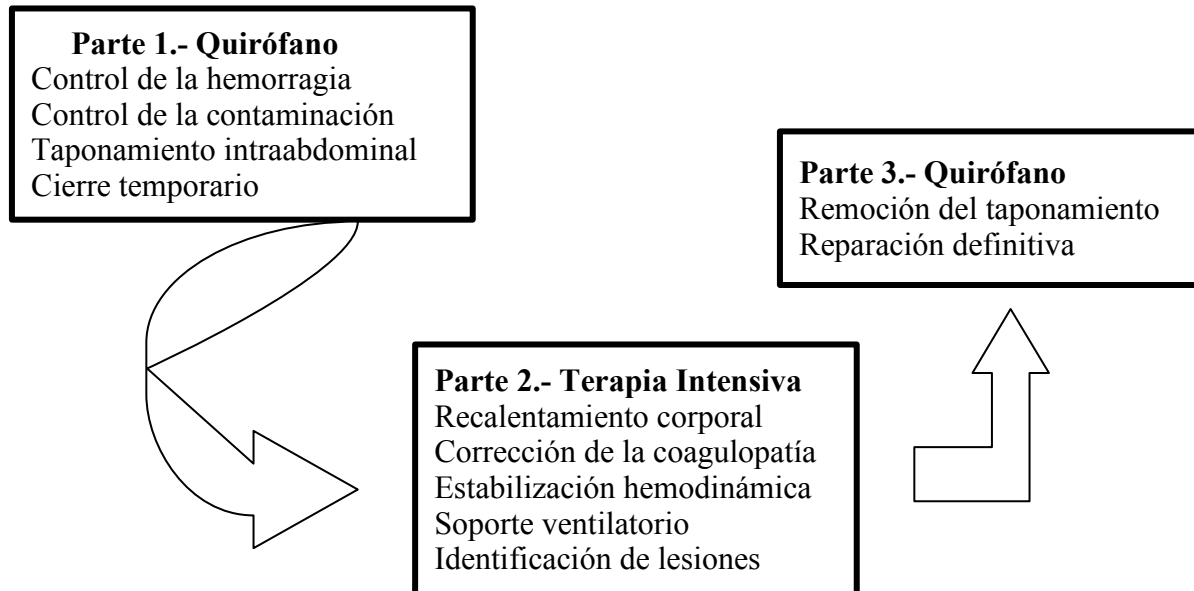 Parte 1.- Quirófano
Control de la hemorragia
Control de la contaminación
Taponamiento intraabdominal
Cierre temporario
Parte 2.- Terapia Intensiva
Recalentamiento corporal
Corrección de la coagulopatía
Estabilización hemodinámica
Soporte ventilatorio
Identificación de lesiones
Parte 3.- Quirófano
Remoción del taponamiento
Reparación definitiva